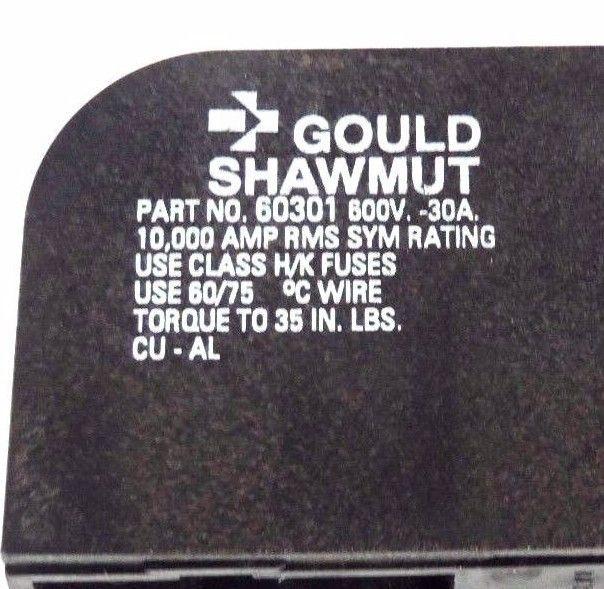 GOULD
SHAWMUT
PART NO. 60301 600V. -30A.
10,000 AMP RMS SYM RATING
USE CLASS H/K FUSES
USE 60/75 ºC WIRE
TORQUE TO 35 IN. LBS.
CU - AL